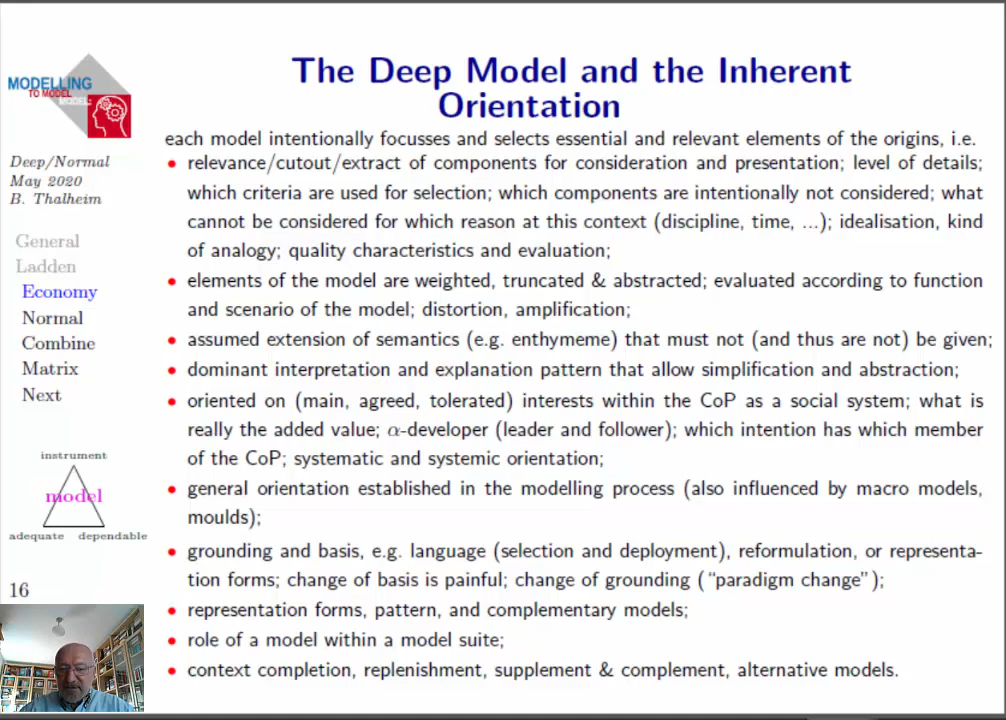 The Deep Model and the Inherent
Orientation
MODELLING
TO MODEL
MODEL:
Deep/Normal
May 2020
B. Thalheim
General
Ladden
Economy
Normal
Combine
Matrix
Next
instrument
model
adequate dependable
16
each model intentionally focusses and selects essential and relevant elements of the origins, i.e.
• relevance/cutout/extract of components for consideration and presentation; level of details;
which criteria are used for selection; which components are intentionally not considered; what
cannot be considered for which reason at this context (discipline, time, ...); idealisation, kind
of analogy; quality characteristics and evaluation;
• elements of the model are weighted, truncated & abstracted; evaluated according to function
and scenario of the model; distortion, amplification;
• assumed extension of semantics (e.g. enthymeme) that must not (and thus are not) be given;
• dominant interpretation and explanation pattern that allow simplification and abstraction;
• oriented on (main, agreed, tolerated) interests within the CoP as a social system; what is
really the added value; α-developer (leader and follower); which intention has which member
of the CoP; systematic and systemic orientation;
• general orientation established in the modelling process (also influenced by macro models,
moulds);
• grounding and basis, e.g. language (selection and deployment), reformulation, or representa-
tion forms; change of basis is painful; change of grounding ("paradigm change");
• representation forms, pattern, and complementary models;
• role of a model within a model suite;
• context completion, replenishment, supplement & complement, alternative models.